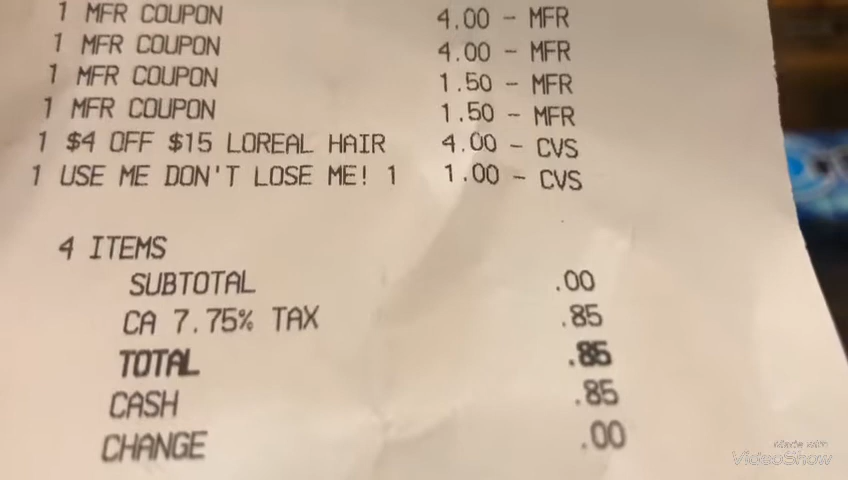 1 MFR COUPON 4.00 - MFR
1 MFR COUPON 4.00 - MFR
1 MFR COUPON 1.50 - MFR
1 MFR COUPON 1.50 - MFR
1 $4 OFF $15 LOREAL HAIR 4.00 - CVS
1 USE ME DON'T LOSE ME! 1 1.00 - CVS
4 ITEMS
SUBTOTAL .00
CA 7.75% TAX .85
TOTAL .85
CASH .85
CHANGE .00
Made with
VideoShow